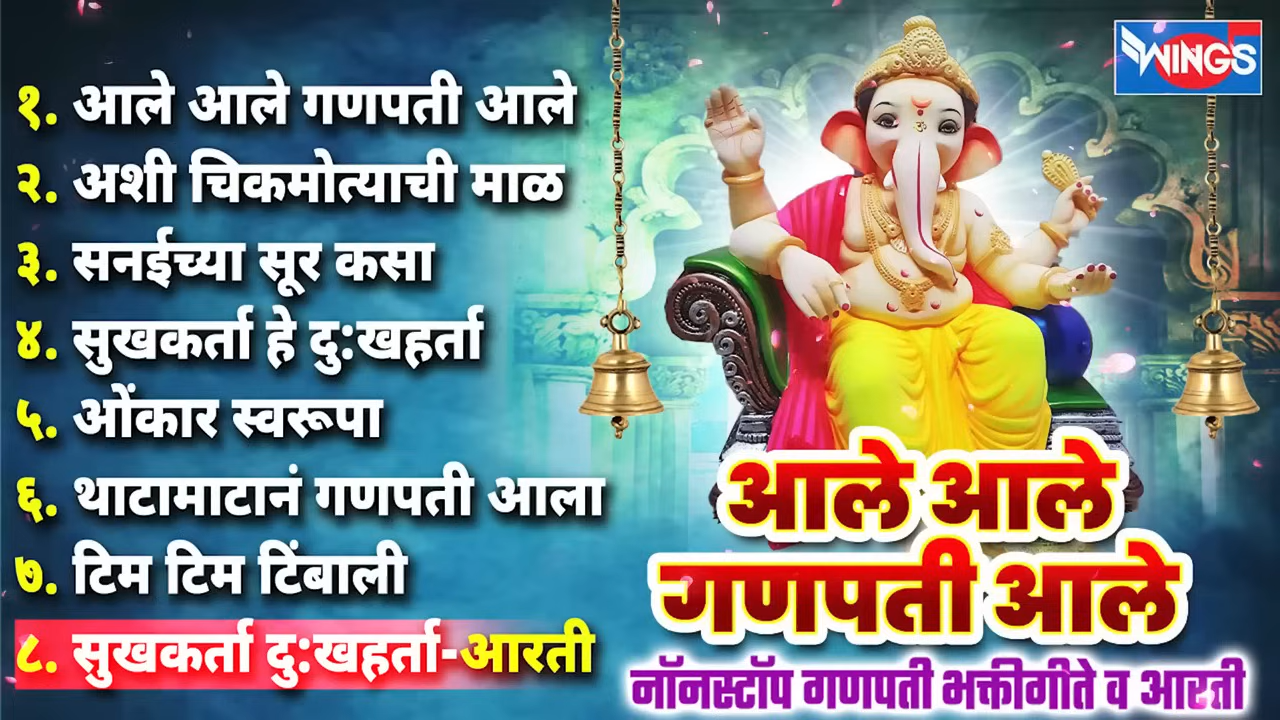 १. आले आले गणपती आले
२. अशी चिकमोत्याची माळ
३. सनईच्या सूर कसा
४. सुखकर्ता हे दु:खहर्ता
५. ओंकार स्वरूपा
६. थाटामाटानं गणपती आला
७. टिम टिम टिंबाली
८. सुखकर्ता दु:खहर्ता-आरती
WINGS
आले आले
गणपती आले
नॉनस्टॉप गणपती भक्तीगीते व आरती